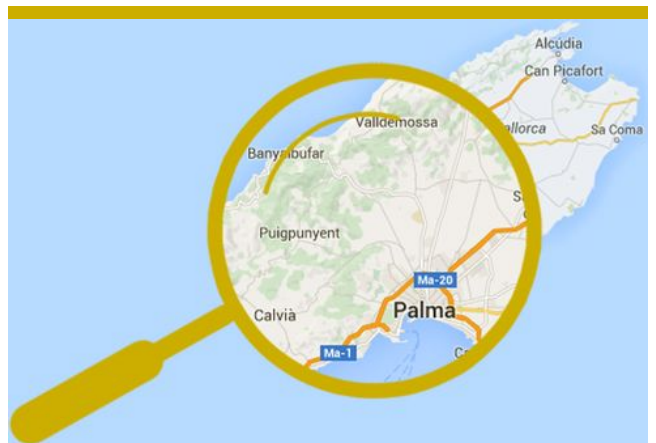 Alcúdia
Can Picafort
Valldemossa
allorca
Sa Coma
Banyalbufar
S
Puigpunyent
Ma-20
Palma
Calvià
Ma-1
C